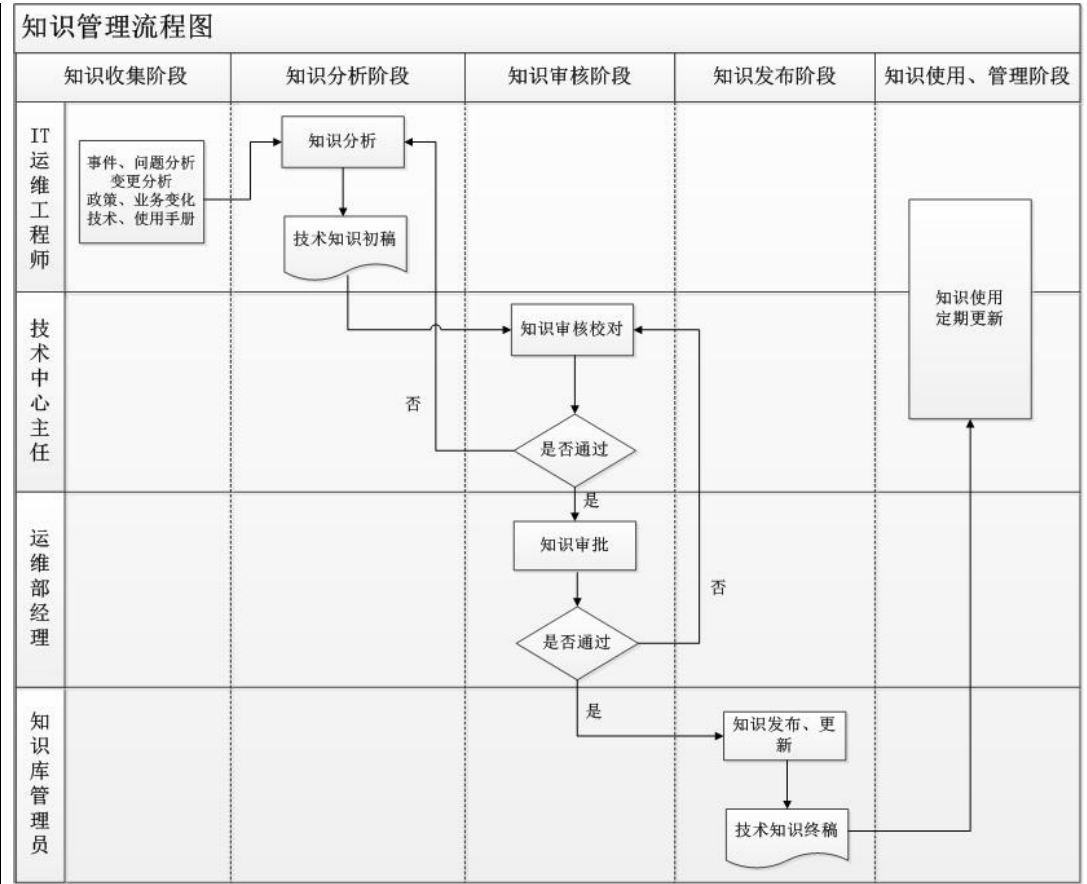 知识管理流程图
知识收集阶段
知识分析阶段
知识审核阶段
知识发布阶段
知识使用、管理阶段
IT运维工程师
事件、问题分析
变更分析
政策、业务变化
技术、使用手册
知识分析
技术知识初稿
知识使用
定期更新
技术中心主任
知识审核校对
否
是否通过
是
运维部经理
知识审批
否
是否通过
是
知识库管理员
知识发布、更
新
技术知识终稿